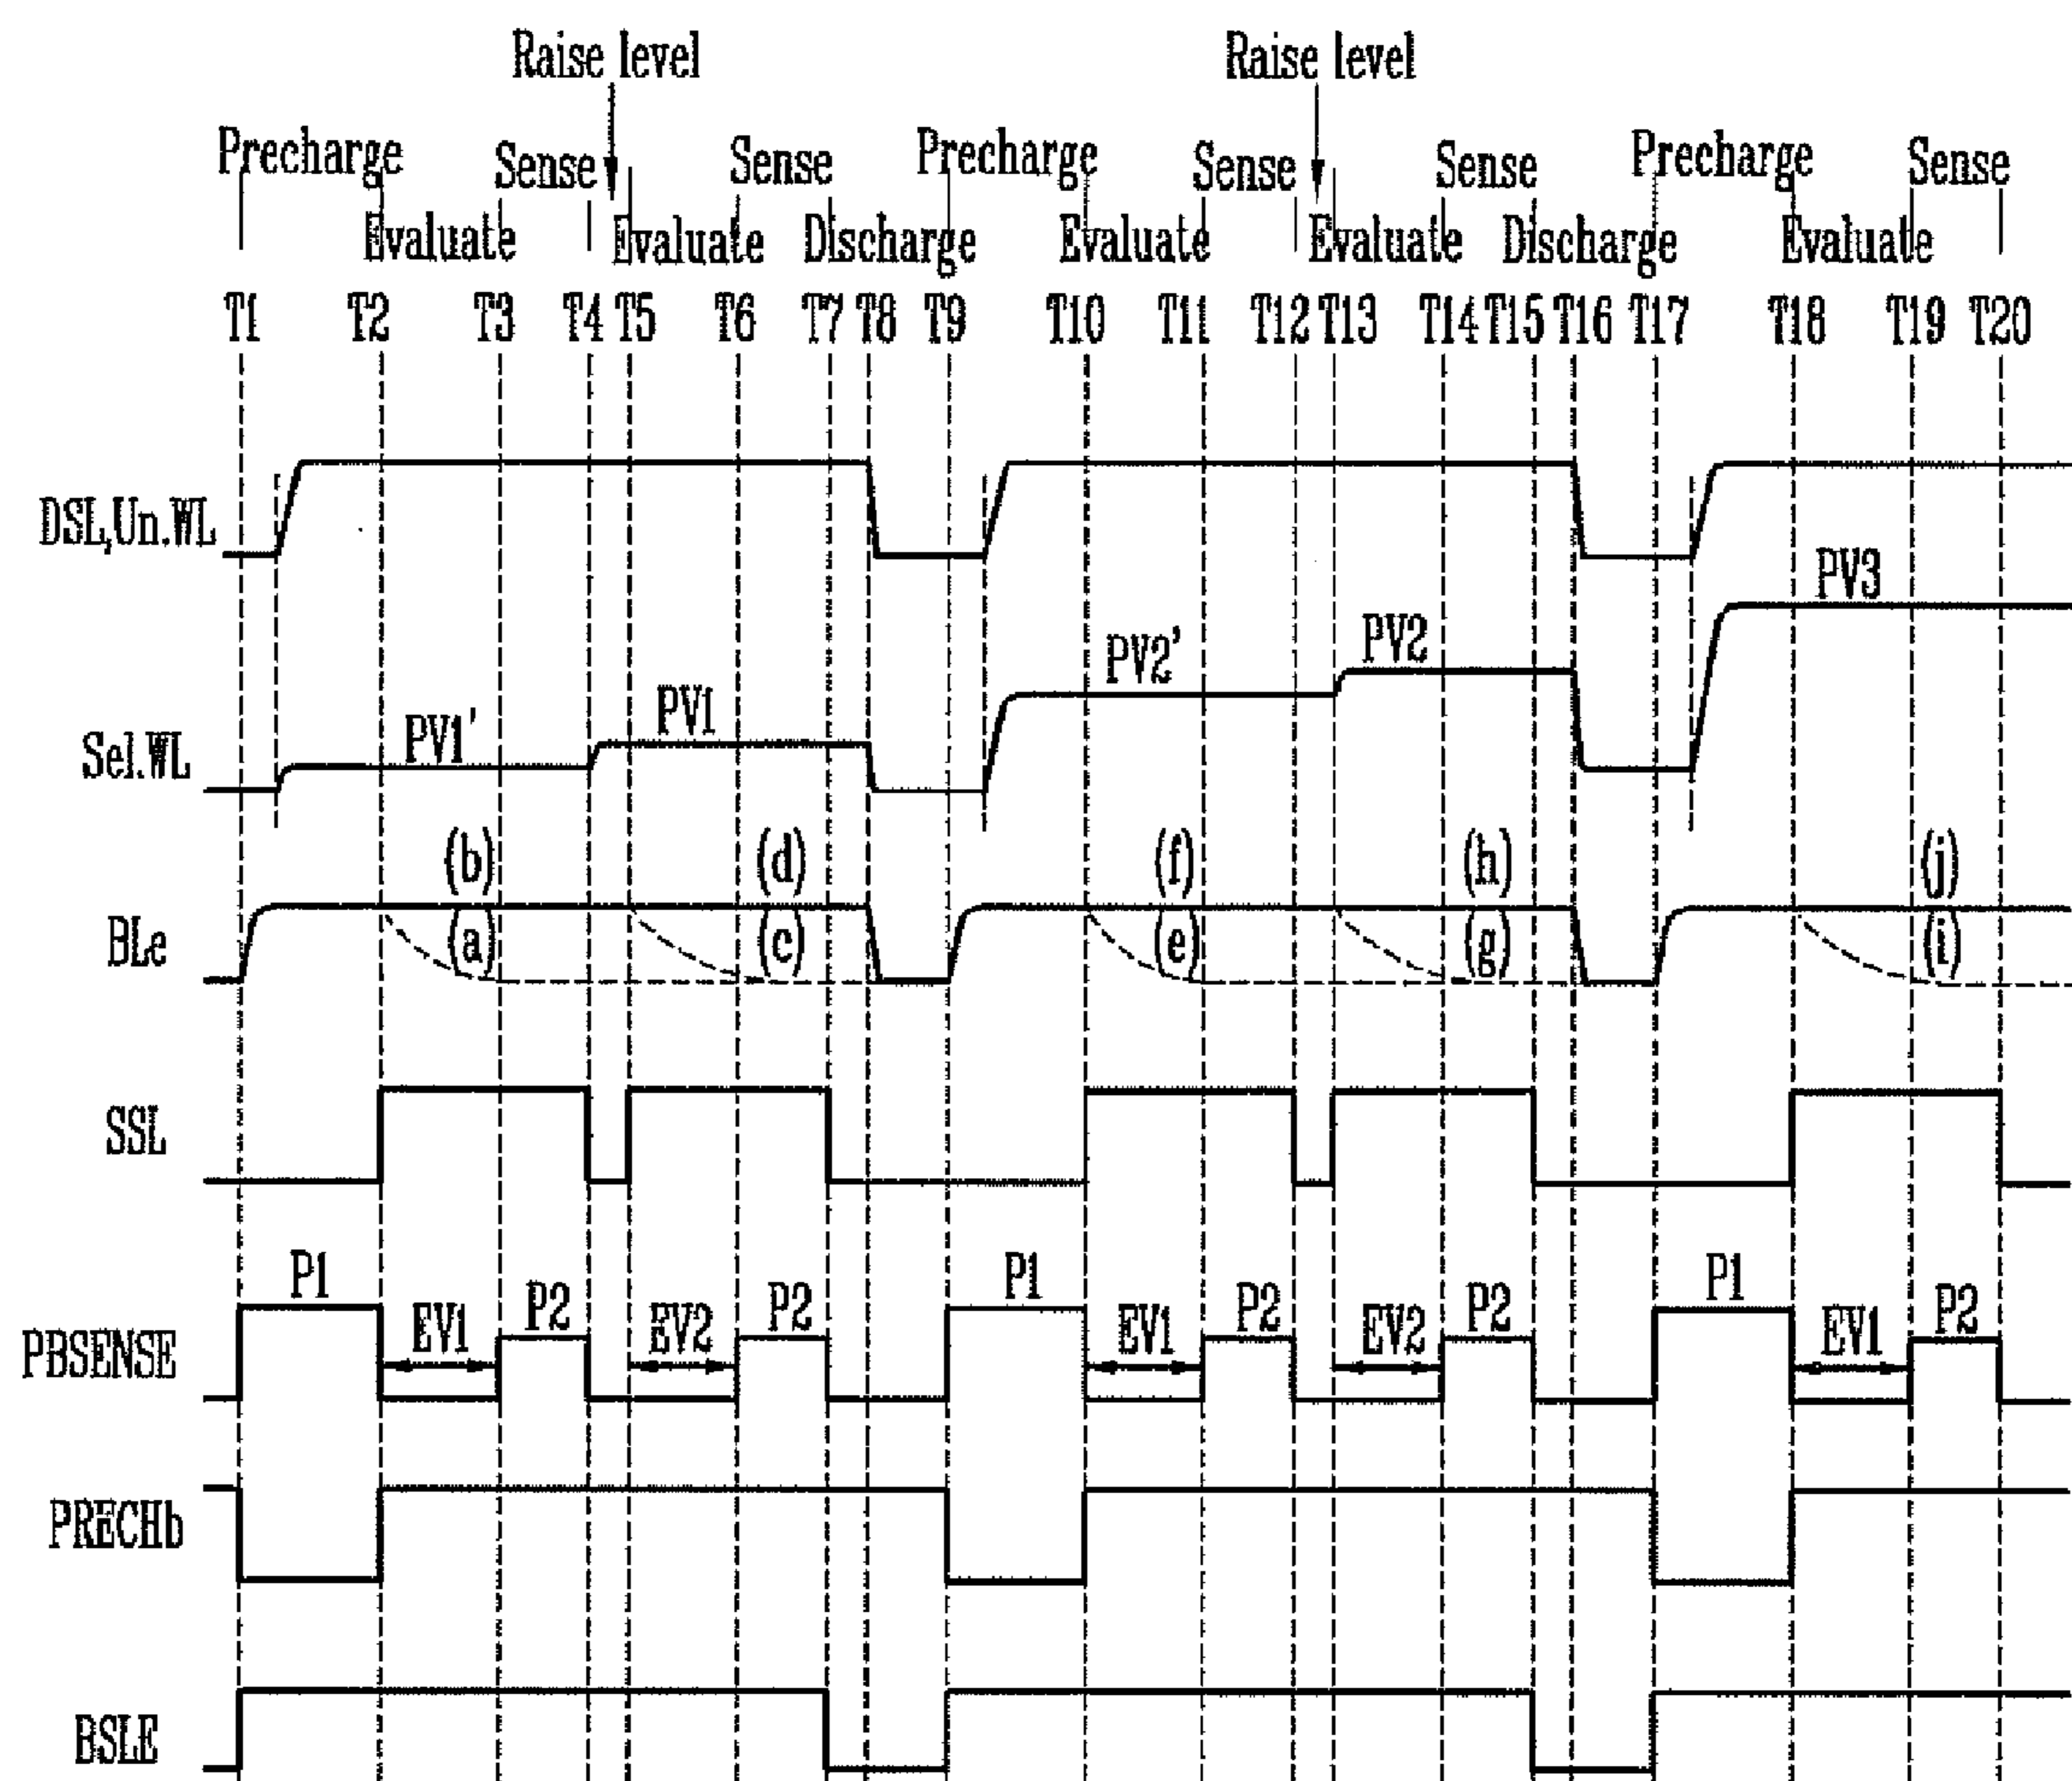 Raise level Raise level
Precharge Sense Sense Precharge Sense Sense Precharge Sense
Evaluate Evaluate Discharge Evaluate Evaluate Discharge Evaluate
T1 T2 T3 T4 T5 T6 T7 T8 T9 T10 T11 T12 T13 T14 T15 T16 T17 T18 T19 T20
DSL,Un.WL
PV3
PV2' PV2
Sel.WL PV1' PV1
(b) (d) (f) (h) (j)
BLe (a) (c) (e) (g) (i)
SSL
P1 P2 P2 P1 P2 P2 P1 P2
PBSENSE EV1 EV2 EV1 EV2 EV1
PRECHb
BSLE